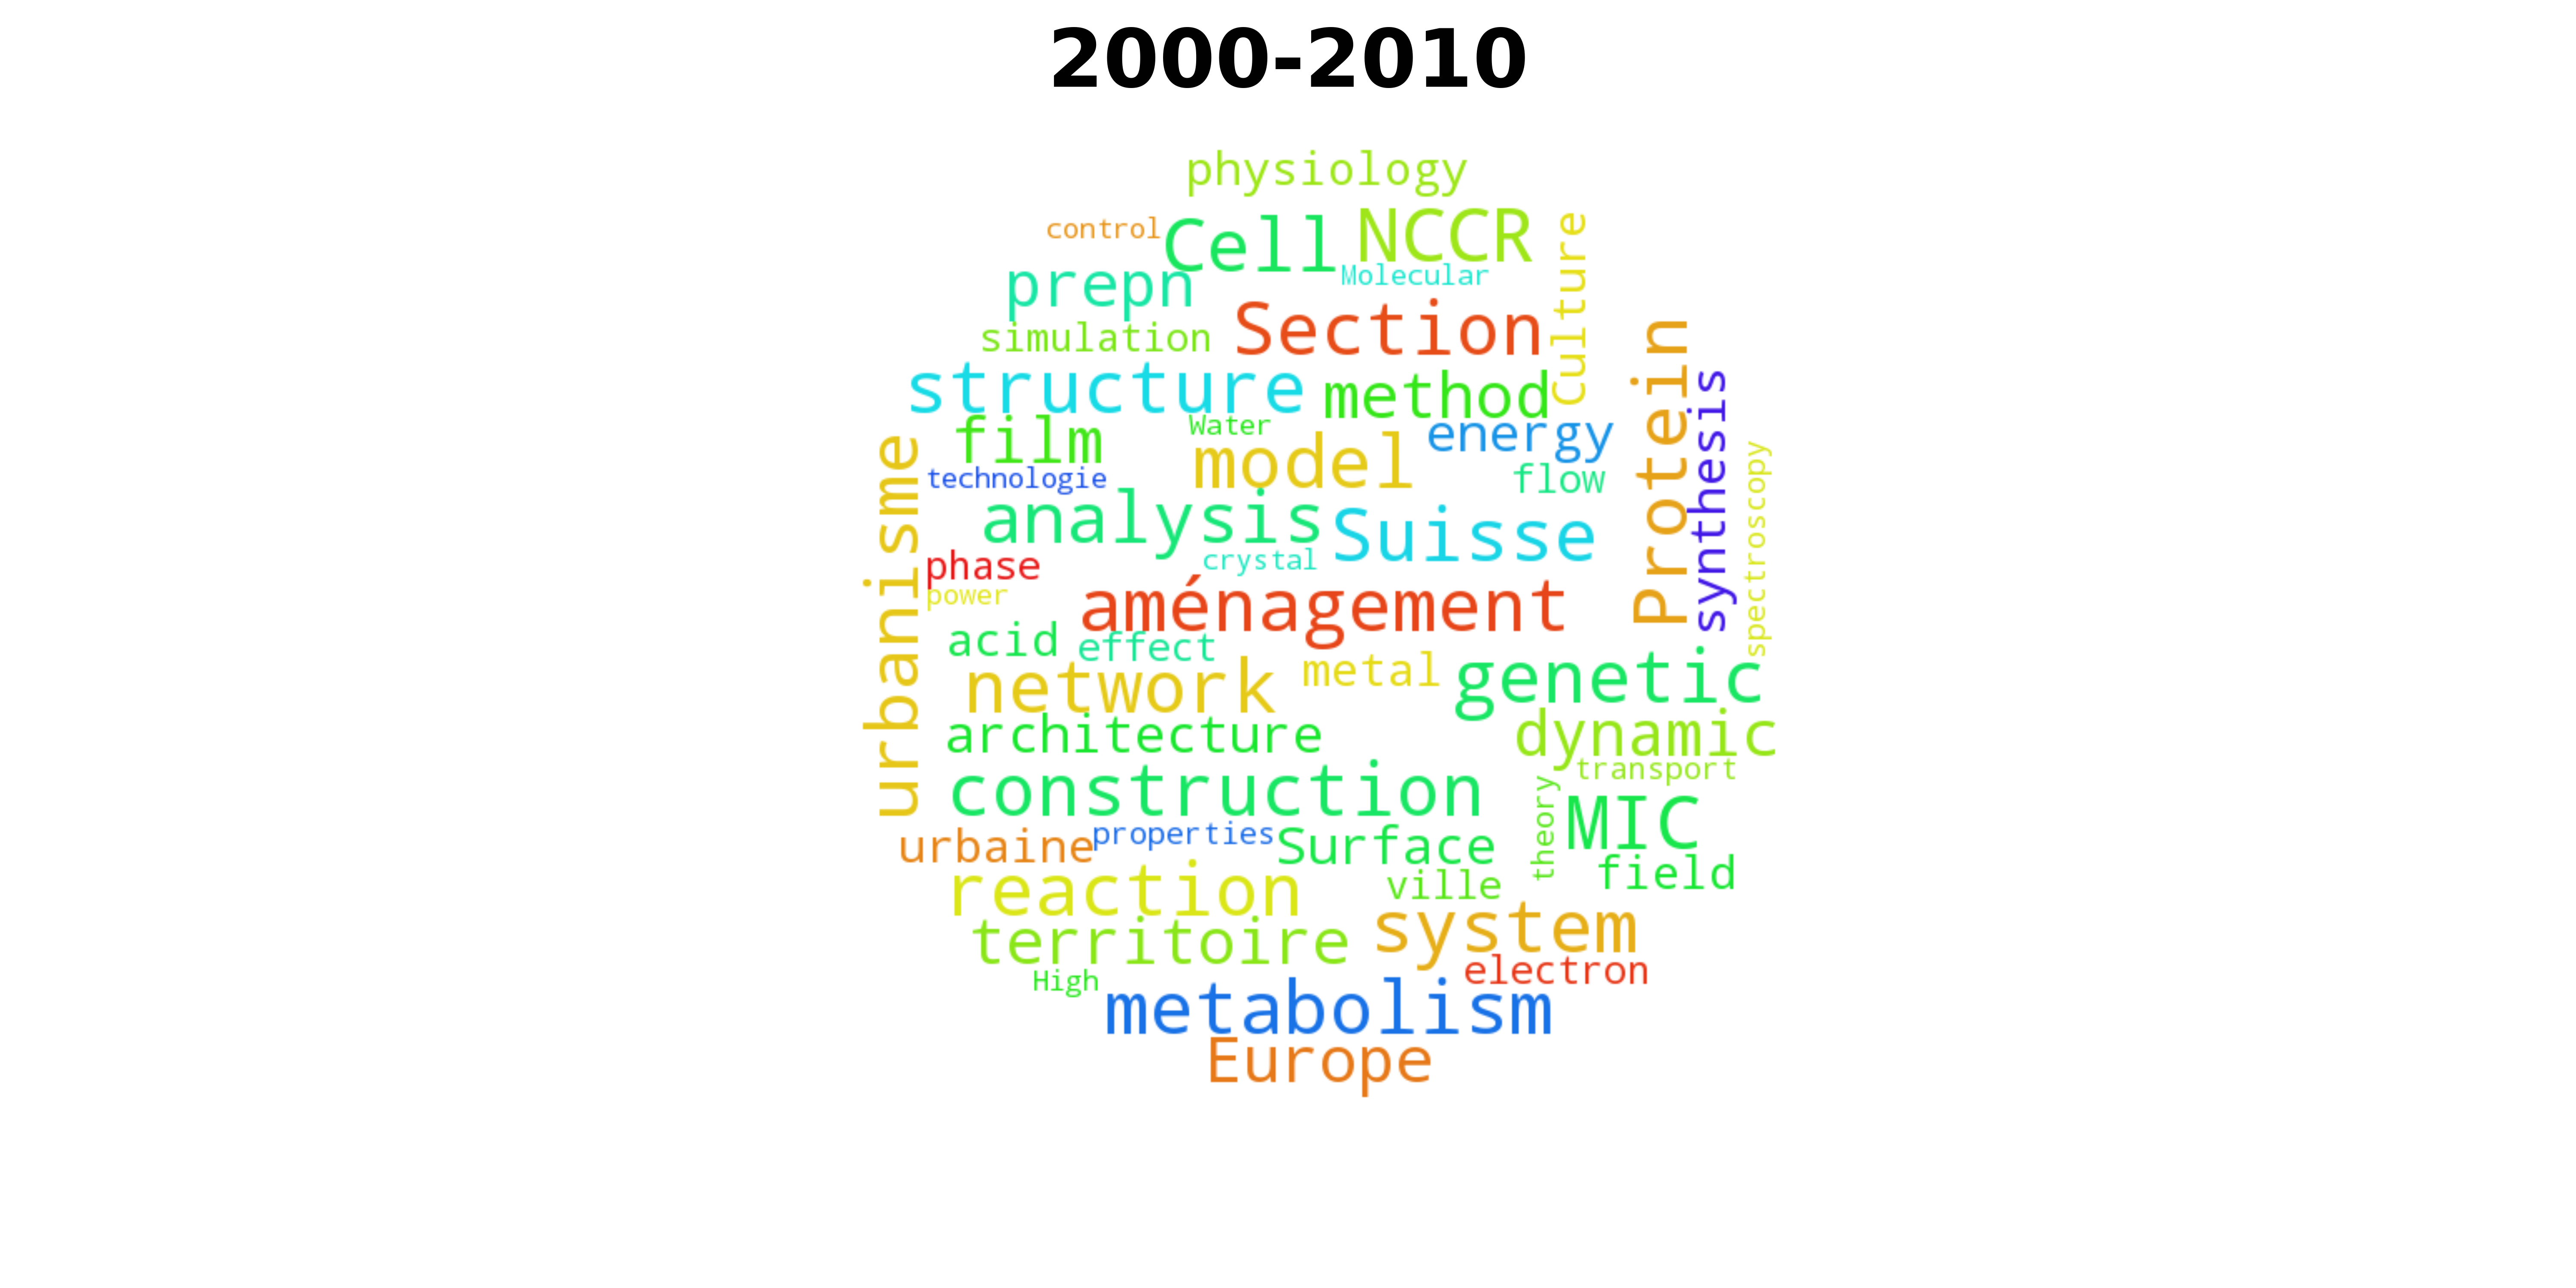 2000-2010
physiology
control
Cell
NCCR
Culture
prepn
Molecular
simulation
Section
Protein
structure
method
synthesis
film
Water
model
energy
spectroscopy
technologie
flow
urbanisme
analysis
Suisse
phase
crystal
power
aménagement
acid
effect
network
metal
genetic
architecture
dynamic
transport
construction
theory
MIC
urbaine
properties
Surface
field
reaction
ville
territoire
system
High
electron
metabolism
Europe